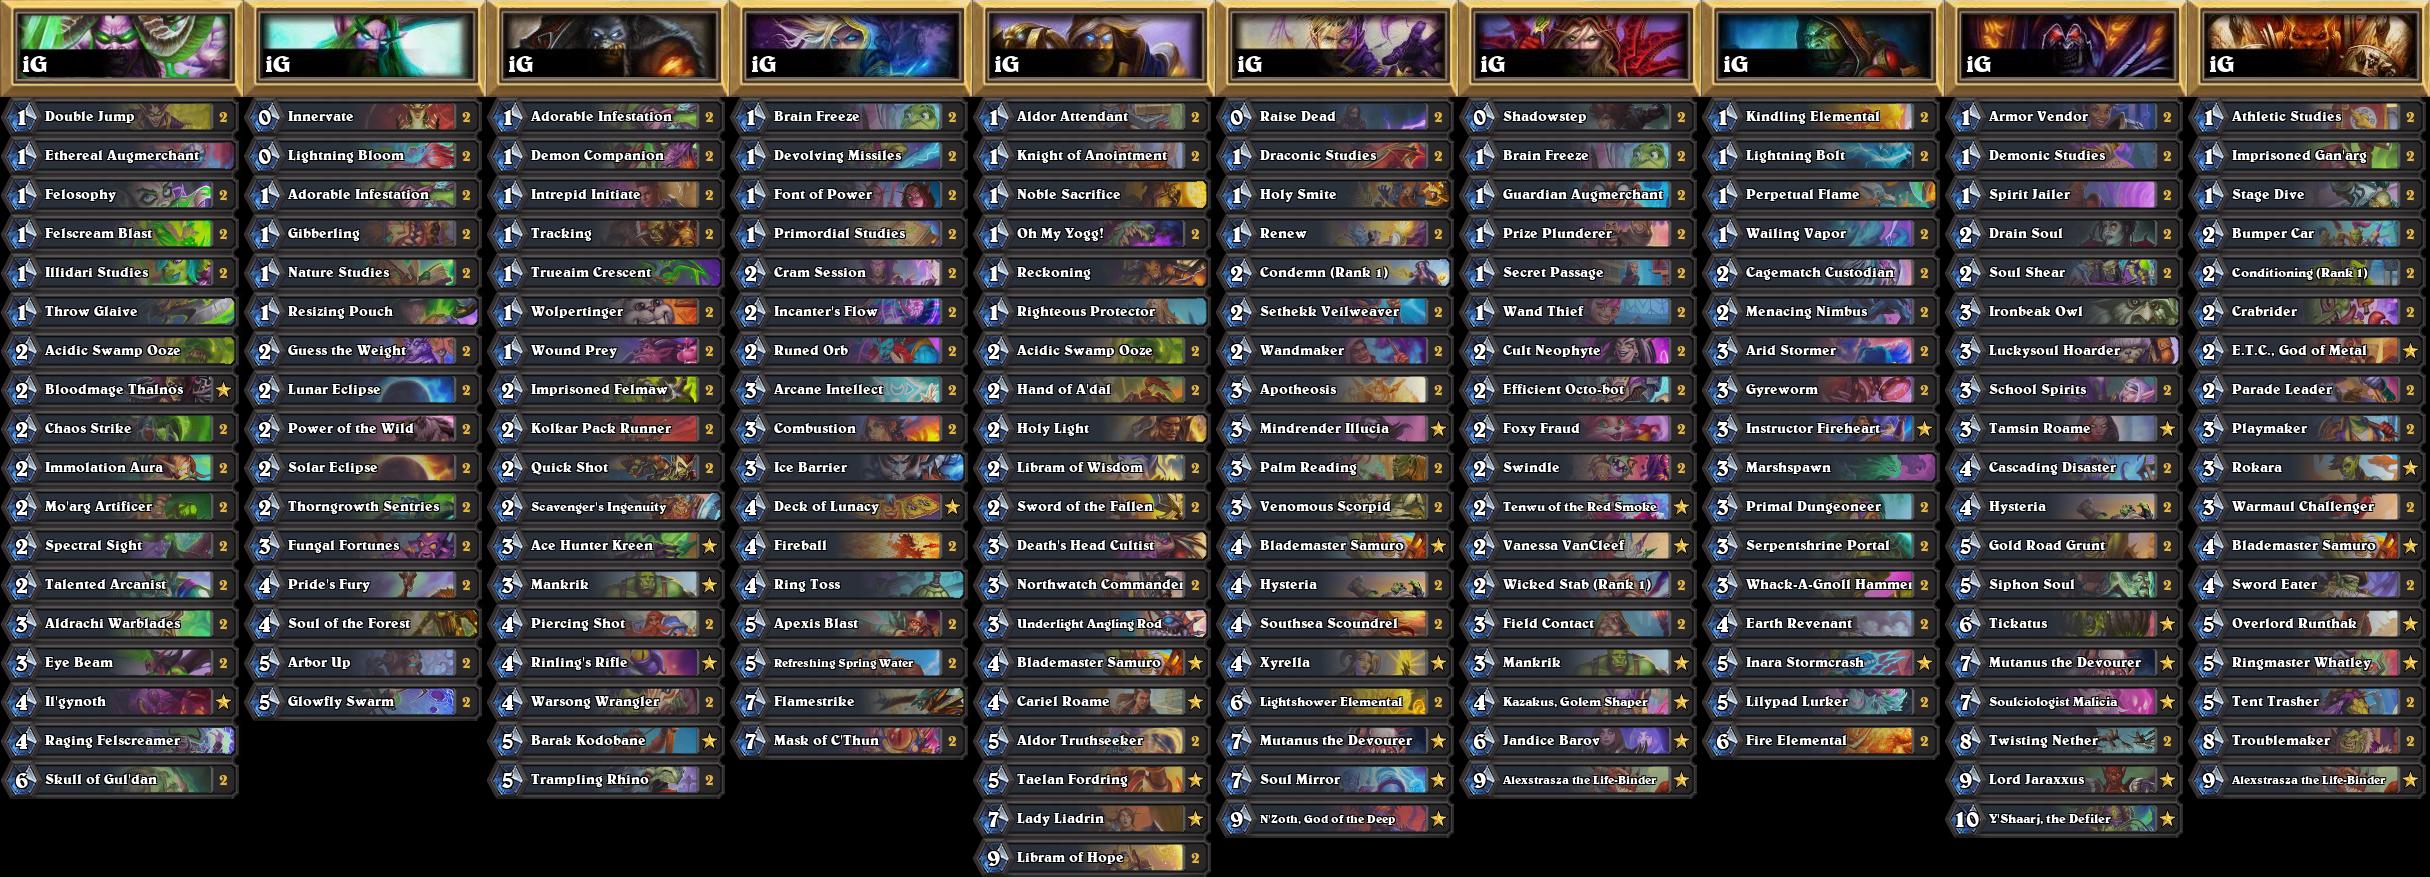 iG
1 Double Jump 2
1 Ethereal Augmerchant
1 Felosophy 2
1 Felscream Blast 2
1 Illidari Studies 2
1 Throw Glaive
2 Acidic Swamp Ooze
2 Bloodmage Thalnos
2 Chaos Strike 2
2 Immolation Aura 2
2 Mo'arg Artificer 2
2 Spectral Sight 2
2 Talented Arcanist 2
3 Aldrachi Warblades 2
3 Eye Beam 2
4 Il'gynoth
4 Raging Felscreamer
6 Skull of Gul'dan 2
iG
0 Innervate 2
0 Lightning Bloom 2
1 Adorable Infestation 2
1 Gibberling 2
1 Nature Studies 2
1 Resizing Pouch
2 Guess the Weight 2
2 Lunar Eclipse 2
2 Power of the Wild 2
2 Solar Eclipse 2
2 Thorngrowth Sentries 2
3 Fungal Fortunes 2
4 Pride's Fury 2
4 Soul of the Forest
5 Arbor Up 2
5 Glowfly Swarm 2
iG
1 Adorable Infestation 2
1 Demon Companion 2
1 Intrepid Initiate 2
1 Tracking 2
1 Trueaim Crescent
1 Wolpertinger 2
1 Wound Prey 2
2 Imprisoned Felmaw 2
2 Kolkar Pack Runner 2
2 Quick Shot 2
2 Scavenger's Ingenuity
3 Ace Hunter Kreen
3 Mankrik
4 Piercing Shot 2
4 Rinling's Rifle
4 Warsong Wrangler 2
5 Barak Kodobane
5 Trampling Rhino 2
iG
1 Brain Freeze 2
1 Devolving Missiles 2
1 Font of Power 2
1 Primordial Studies 2
2 Cram Session 2
2 Incanter's Flow 2
2 Runed Orb 2
3 Arcane Intellect 2
3 Combustion 2
3 Ice Barrier
4 Deck of Lunacy
4 Fireball 2
4 Ring Toss
5 Apexis Blast 2
5 Refreshing Spring Water 2
7 Flamestrike
7 Mask of C'Thun 2
iG
1 Aldor Attendant 2
1 Knight of Anointment 2
1 Noble Sacrifice
1 Oh My Yogg! 2
1 Reckoning
1 Righteous Protector
2 Acidic Swamp Ooze 2
2 Hand of A'dal 2
2 Holy Light
2 Libram of Wisdom 2
2 Sword of the Fallen 2
3 Death's Head Cultist
3 Northwatch Commander 2
3 Underlight Angling Rod
4 Blademaster Samuro
4 Cariel Roame
5 Aldor Truthseeker 2
5 Taelan Fordring
7 Lady Liadrin
9 Libram of Hope 2
iG
0 Raise Dead 2
1 Draconic Studies 2
1 Holy Smite
1 Renew 2
2 Condemn (Rank 1)
2 Sethekk Veilweaver 2
2 Wandmaker 2
3 Apotheosis 2
3 Mindrender Illucia
3 Palm Reading 2
3 Venomous Scorpid 2
4 Blademaster Samuro
4 Hysteria 2
4 Southsea Scoundrel 2
4 Xyrella
6 Lightshower Elemental 2
7 Mutanus the Devourer
7 Soul Mirror
9 N'Zoth, God of the Deep
iG
0 Shadowstep 2
1 Brain Freeze 2
1 Guardian Augmerchant 2
1 Prize Plunderer 2
1 Secret Passage 2
1 Wand Thief 2
2 Cult Neophyte 2
2 Efficient Octo-bot 2
2 Foxy Fraud 2
2 Swindle 2
2 Tenwu of the Red Smoke
2 Vanessa VanCleef
2 Wicked Stab (Rank 1) 2
3 Field Contact 2
3 Mankrik
4 Kazakus, Golem Shaper
6 Jandice Barov
9 Alexstrasza the Life-Binder
iG
1 Kindling Elemental 2
1 Lightning Bolt 2
1 Perpetual Flame
1 Wailing Vapor 2
2 Cagematch Custodian 2
2 Menacing Nimbus 2
3 Arid Stormer 2
3 Gyreworm 2
3 Instructor Fireheart
3 Marshspawn
3 Primal Dungeoneer 2
3 Serpentshrine Portal 2
3 Whack-A-Gnoll Hammer 2
4 Earth Revenant 2
5 Inara Stormcrash
5 Lilypad Lurker 2
6 Fire Elemental 2
iG
1 Armor Vendor 2
1 Demonic Studies 2
1 Spirit Jailer 2
2 Drain Soul 2
2 Soul Shear 2
3 Ironbeak Owl
3 Luckysoul Hoarder
3 School Spirits 2
3 Tamsin Roame
4 Cascading Disaster 2
4 Hysteria 2
5 Gold Road Grunt 2
5 Siphon Soul 2
6 Tickatus
7 Mutanus the Devourer
7 Soulciologist Malicia
8 Twisting Nether 2
9 Lord Jaraxxus
10 Y'Shaarj, the Defiler
iG
1 Athletic Studies 2
1 Imprisoned Gan'arg 2
1 Stage Dive 2
2 Bumper Car 2
2 Conditioning (Rank 1) 2
2 Crabrider 2
2 E.T.C., God of Metal
2 Parade Leader 2
3 Playmaker 2
3 Rokara
3 Warmaul Challenger 2
4 Blademaster Samuro
4 Sword Eater 2
5 Overlord Runthak
5 Ringmaster Whatley
5 Tent Trasher 2
8 Troublemaker 2
9 Alexstrasza the Life-Binder